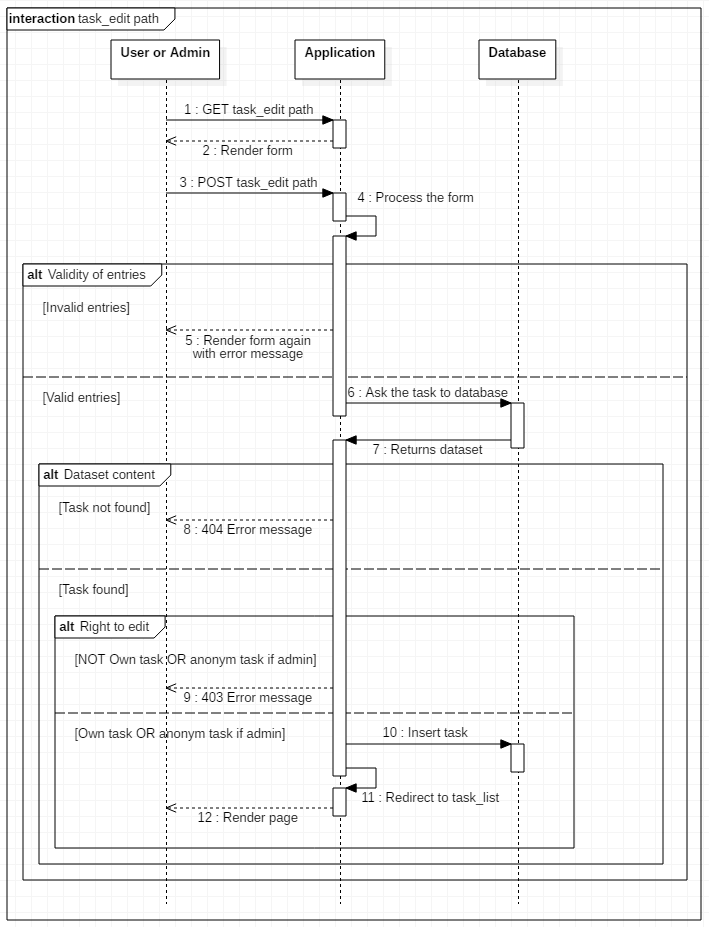 interaction task_edit path
User or Admin
Application
Database
1 : GET task_edit path
2 : Render form
3 : POST task_edit path
4 : Process the form
alt Validity of entries
[Invalid entries]
5 : Render form again
with error message
[Valid entries]
6 : Ask the task to database
7 : Returns dataset
alt Dataset content
[Task not found]
8 : 404 Error message
[Task found]
alt Right to edit
[NOT Own task OR anonym task if admin]
9 : 403 Error message
[Own task OR anonym task if admin]
10 : Insert task
11 : Redirect to task_list
12 : Render page